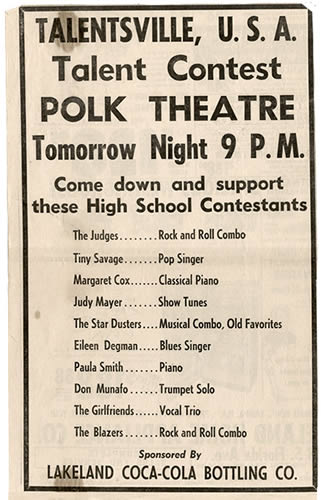 TALENTSVILLE, U. S. A.
Talent Contest
POLK THEATRE
Tomorrow Night 9 P. M.
Come down and support
these High School Contestants
The Judges........Rock and Roll Combo
Tiny Savage.......Pop Singer
Margaret Cox......Classical Piano
Judy Mayer.......Show Tunes
The Star Dusters....Musical Combo, Old Favorites
Eileen Degman....Blues Singer
Paula Smith.......Piano
Don Munafo......Trumpet Solo
The Girlfriends.....Vocal Trio
The Blazers.......Rock and Roll Combo
Sponsored By
LAKELAND COCA-COLA BOTTLING CO.